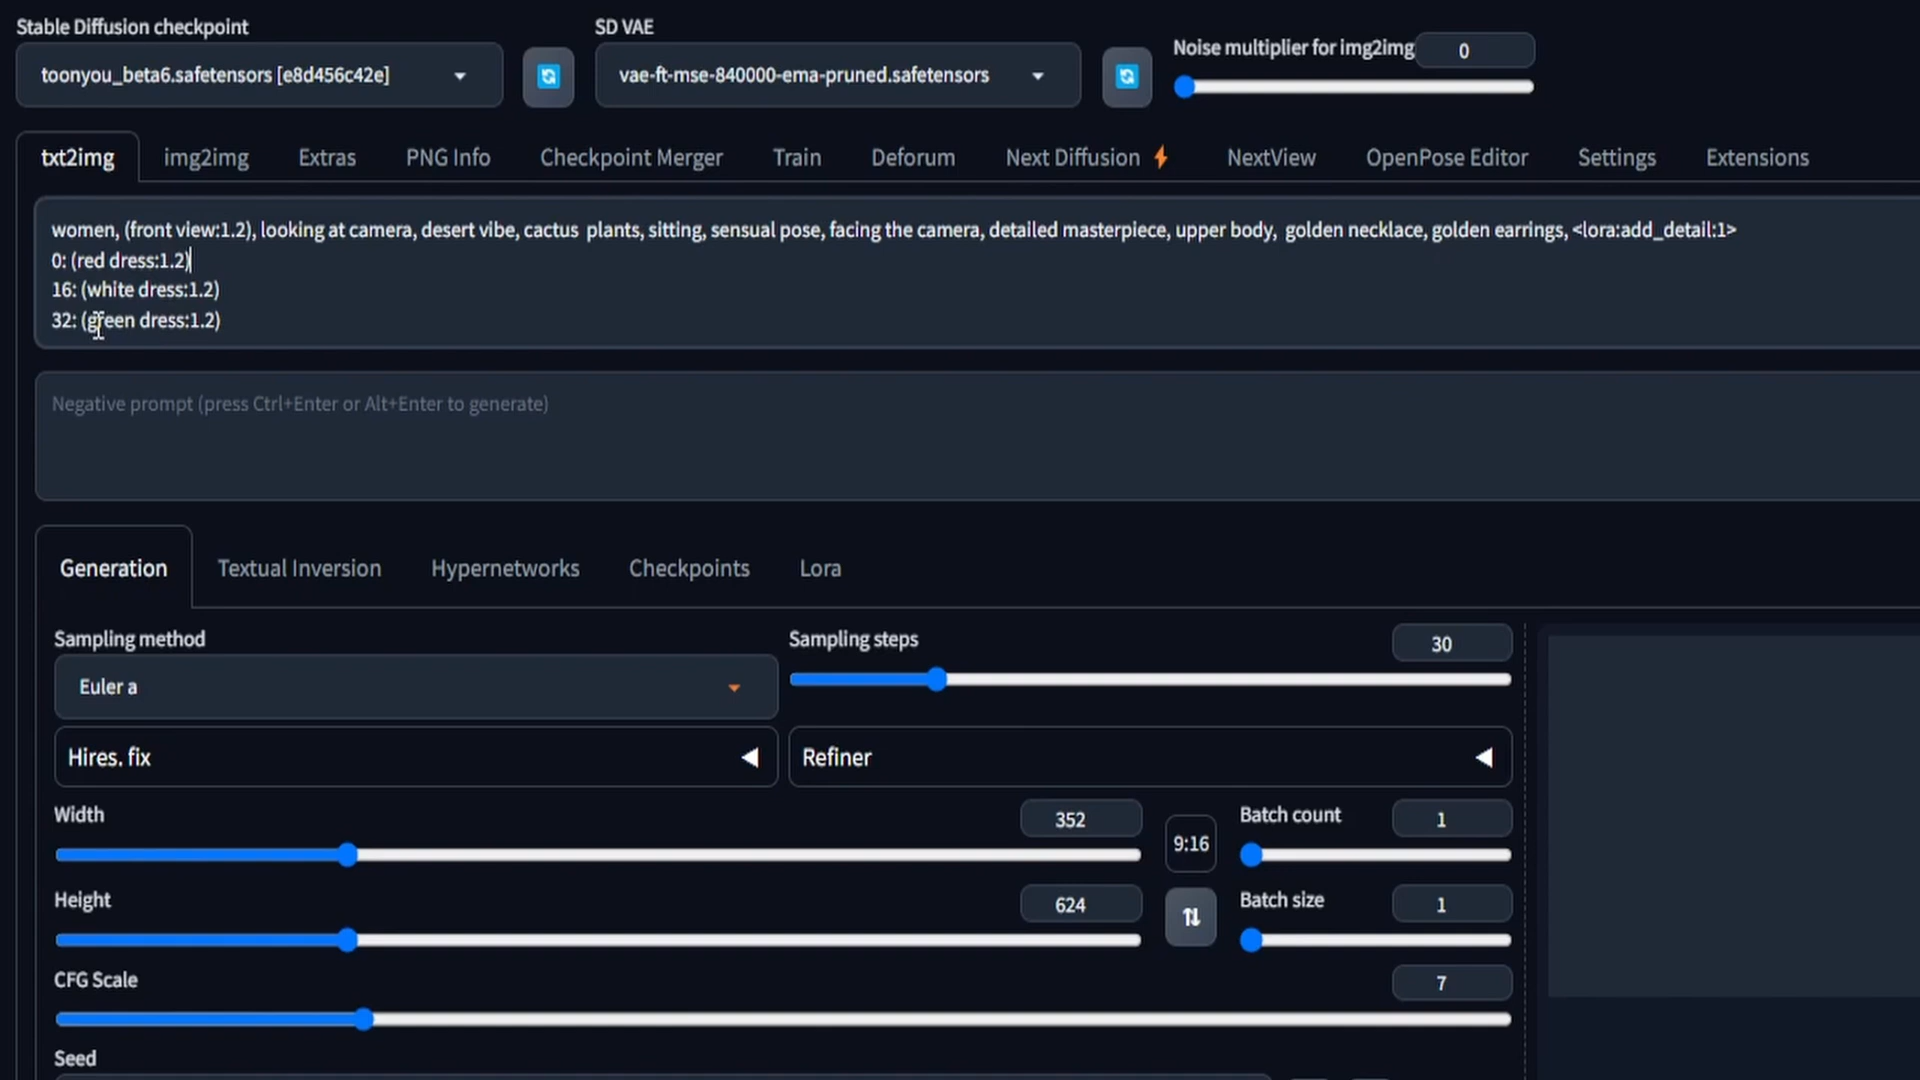 Stable Diffusion checkpoint
SD VAE
Noise multiplier for img2img
0
toonyou_beta6.safetensors [e8d456c42e]
vae-ft-mse-840000-ema-pruned.safetensors
txt2img
img2img
Extras
PNG Info
Checkpoint Merger
Train
Deforum
Next Diffusion
NextView
OpenPose Editor
Settings
Extensions
women, (front view:1.2), looking at camera, desert vibe, cactus  plants, sitting, sensual pose, facing the camera, detailed masterpiece, upper body,  golden necklace, golden earrings, <lora:add_detail:1>
0: (red dress:1.2)
16: (white dress:1.2)
32: (green dress:1.2)
Negative prompt (press Ctrl+Enter or Alt+Enter to generate)
Generation
Textual Inversion
Hypernetworks
Checkpoints
Lora
Sampling method
Sampling steps
30
Euler a
Hires. fix
Refiner
Width
352
9:16
Batch count
1
Height
624
Batch size
1
CFG Scale
7
Seed